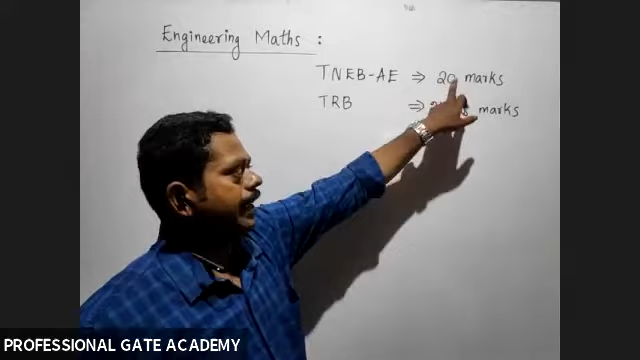 Engineering Maths :
TNEB-AE ⇒ 20 marks
TRB ⇒ marks
PROFESSIONAL GATE ACADEMY